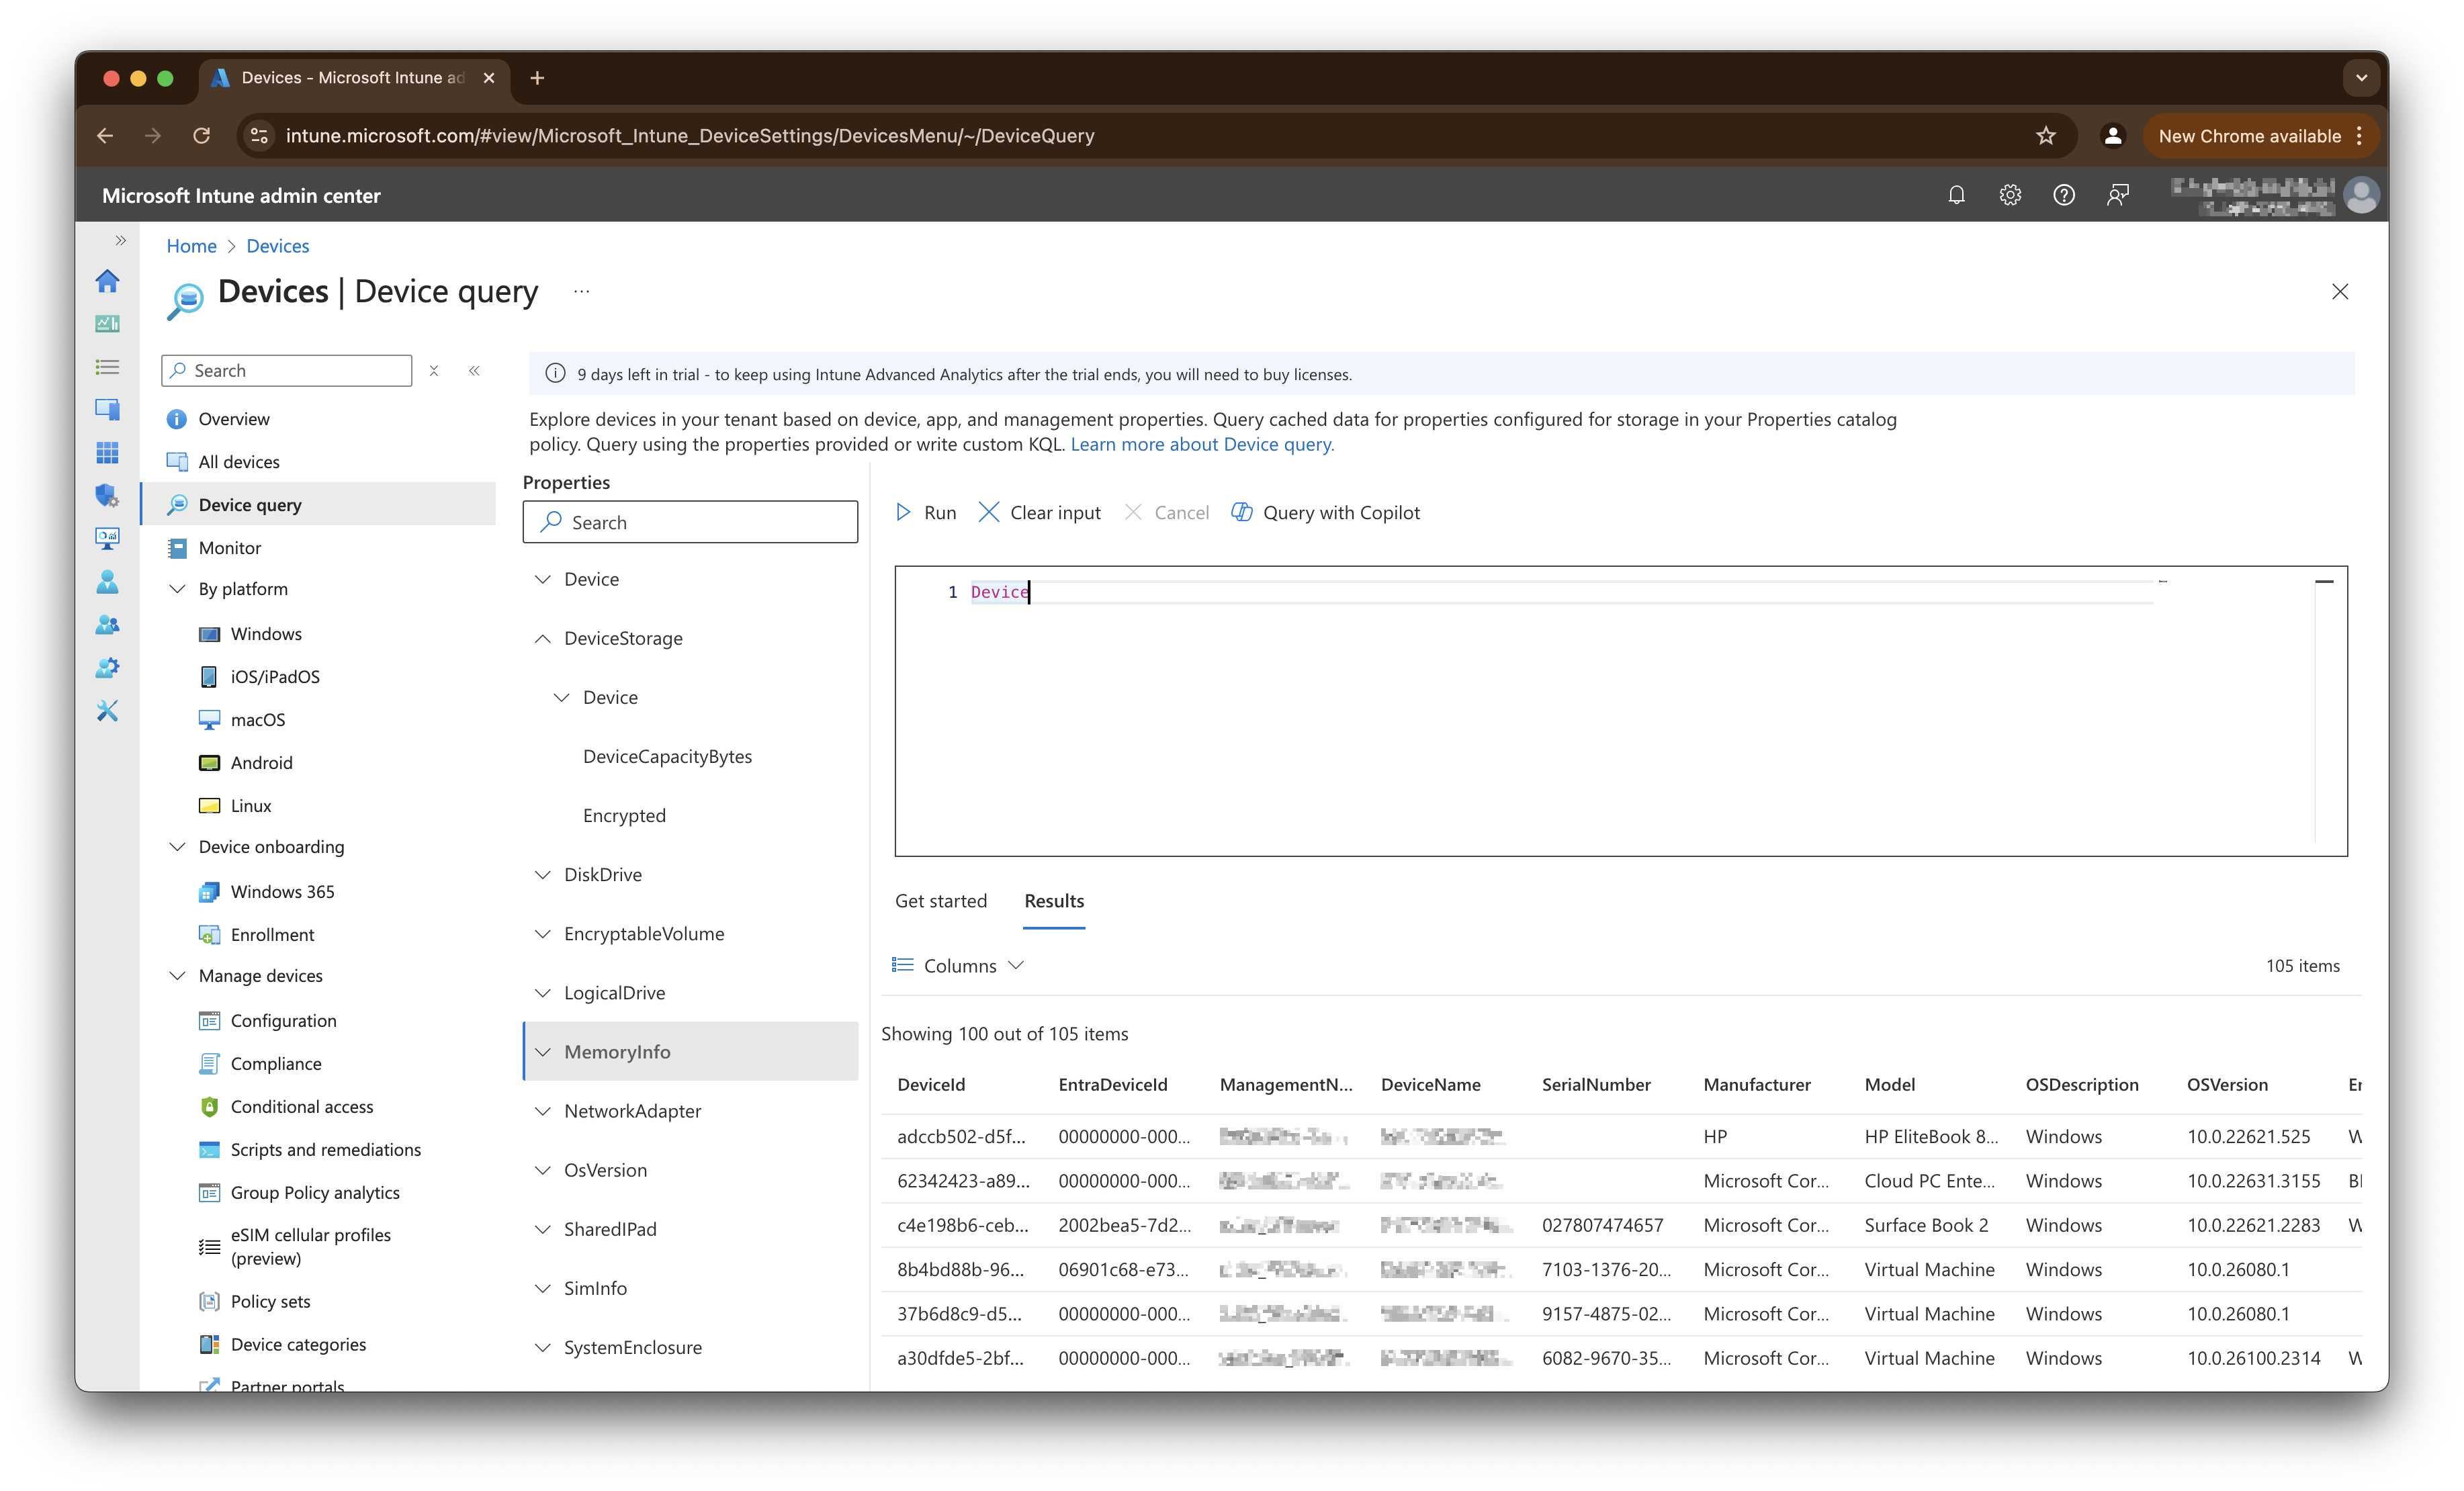 Devices - Microsoft Intune ad
intune.microsoft.com/#view/Microsoft_Intune_DeviceSettings/DevicesMenu/~/DeviceQuery
New Chrome available
Microsoft Intune admin center
Home > Devices
Devices | Device query ...
Search
Overview
All devices
Device query
Monitor
By platform
Windows
iOS/iPadOS
macOS
Android
Linux
Device onboarding
Windows 365
Enrollment
Manage devices
Configuration
Compliance
Conditional access
Scripts and remediations
Group Policy analytics
eSIM cellular profiles
(preview)
Policy sets
Device categories
Partner portals
9 days left in trial - to keep using Intune Advanced Analytics after the trial ends, you will need to buy licenses.
Explore devices in your tenant based on device, app, and management properties. Query cached data for properties configured for storage in your Properties catalog
policy. Query using the properties provided or write custom KQL. Learn more about Device query.
Properties
Search
Device
DeviceStorage
Device
DeviceCapacityBytes
Encrypted
DiskDrive
EncryptableVolume
LogicalDrive
MemoryInfo
NetworkAdapter
OsVersion
SharedIPad
SimInfo
SystemEnclosure
Run Clear input Cancel Query with Copilot
1 Device
Get started Results
Columns 105 items
Showing 100 out of 105 items
DeviceId EntraDeviceId ManagementN... DeviceName SerialNumber Manufacturer Model OSDescription OSVersion
adccb502-d5f... 00000000-000... HP HP EliteBook 8... Windows 10.0.22621.525
62342423-a89... 00000000-000... Microsoft Cor... Cloud PC Ente... Windows 10.0.22631.3155
c4e198b6-ceb... 2002bea5-7d2... 027807474657 Microsoft Cor... Surface Book 2 Windows 10.0.22621.2283
8b4bd88b-96... 06901c68-e73... 7103-1376-20... Microsoft Cor... Virtual Machine Windows 10.0.26080.1
37b6d8c9-d5... 00000000-000... 9157-4875-02... Microsoft Cor... Virtual Machine Windows 10.0.26080.1
a30dfde5-2bf... 00000000-000... 6082-9670-35... Microsoft Cor... Virtual Machine Windows 10.0.26100.2314